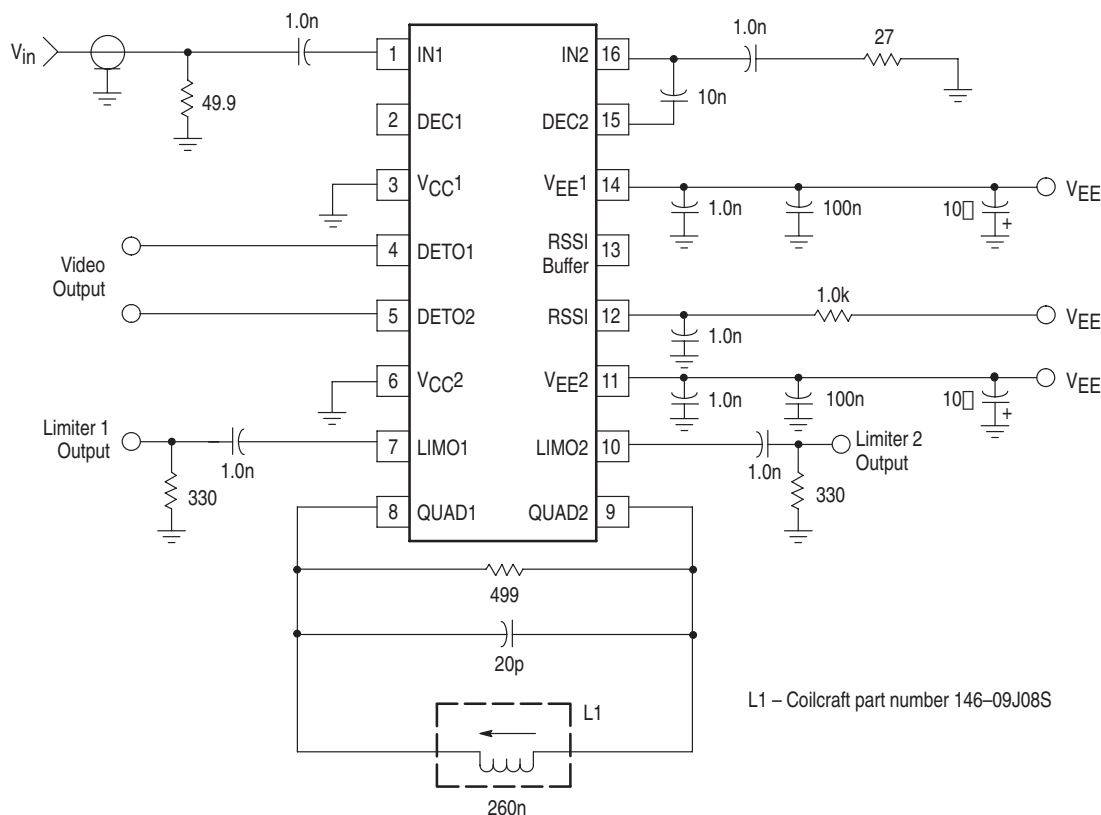 1.0n
V_in
49.9
1 IN1
IN2 16
1.0n
27
10n
2 DEC1
DEC2 15
3 V_CC1
V_EE1 14
1.0n
100n
10□
+
V_EE
4 DETO1
RSSI Buffer 13
Video
Output
1.0k
5 DETO2
RSSI 12
1.0n
V_EE
6 V_CC2
V_EE2 11
1.0n
100n
10□
+
V_EE
Limiter 1
Output
1.0n
330
7 LIMO1
LIMO2 10
1.0n
330
Limiter 2
Output
8 QUAD1
QUAD2 9
499
20p
L1
260n
L1 – Coilcraft part number 146–09J08S